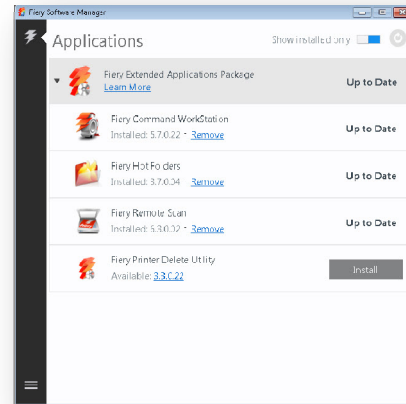 Fiery Software Manager
Applications
Show installed only
Fiery Extended Applications Package
Learn More
Up to Date
Fiery Command WorkStation
Installed: 5.7.0.22 - Remove
Up to Date
Fiery Hot Folders
Installed: 3.7.0.04 - Remove
Up to Date
Fiery Remote Scan
Installed: 6.3.0.02 - Remove
Up to Date
Fiery Printer Delete Utility
Available: 3.3.0.22
Install